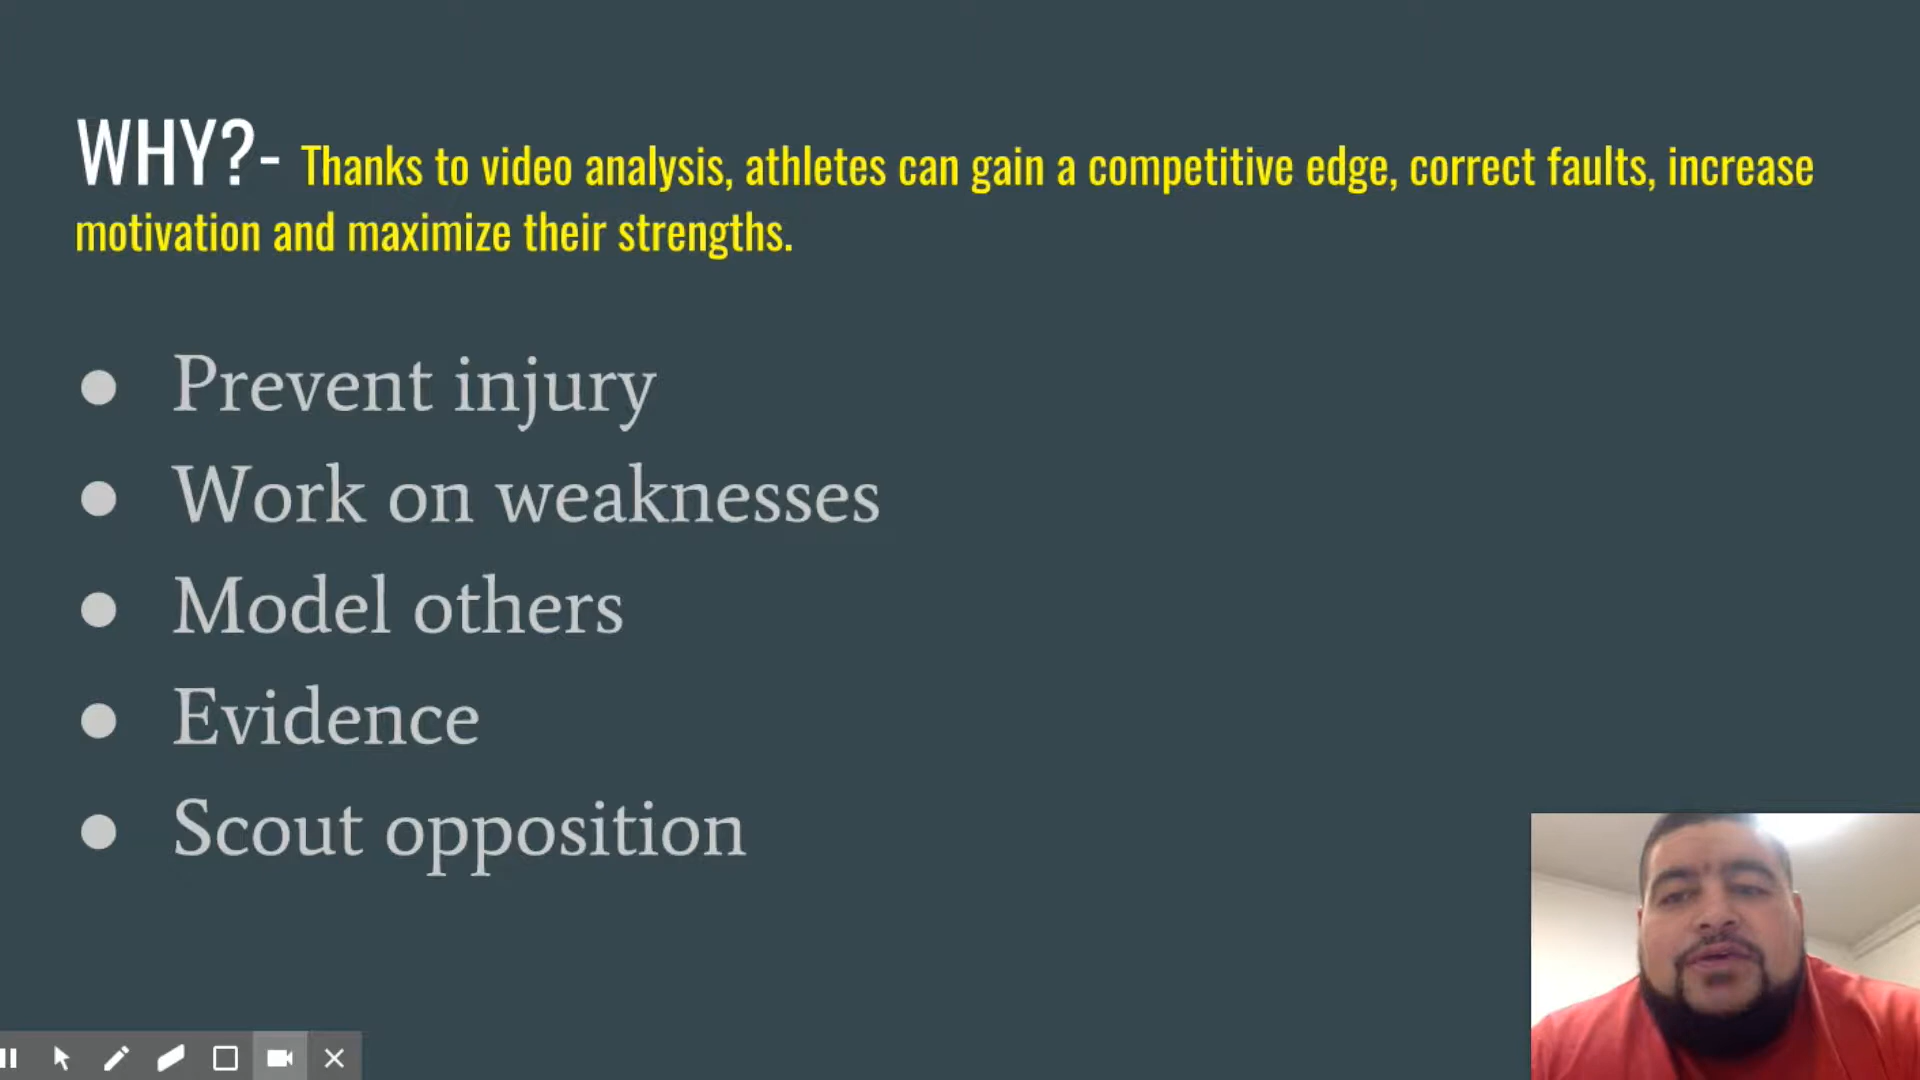 WHY?- Thanks to video analysis, athletes can gain a competitive edge, correct faults, increase
motivation and maximize their strengths.
● Prevent injury
● Work on weaknesses
● Model others
● Evidence
● Scout opposition